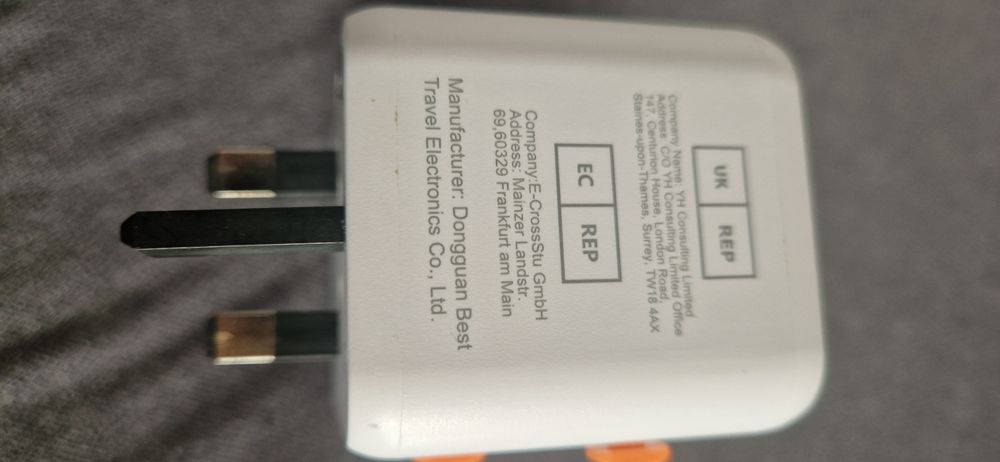 UK REP
Company Name: YH Consulting Limited
Address: C/O YH Consulting Limited Office
147, Centurion House, London Road,
Staines-upon-Thames, Surrey, TW18 4AX
EC REP
Company:E-CrossStu GmbH
Address: Mainzer Landstr.
69,60329 Frankfurt am Main
Manufacturer: Dongguan Best
Travel Electronics Co., Ltd.